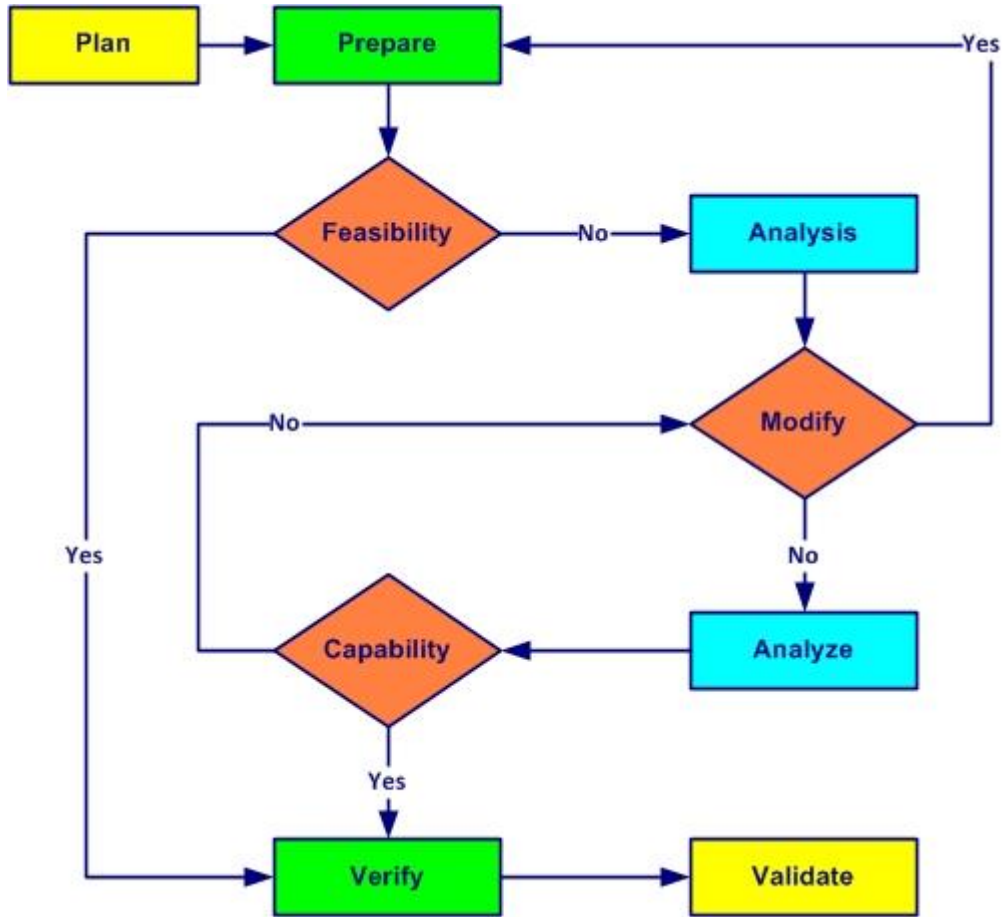 Plan
Prepare
Yes
Feasibility
No
Analysis
No
Modify
Yes
No
Capability
Analyze
Yes
Verify
Validate